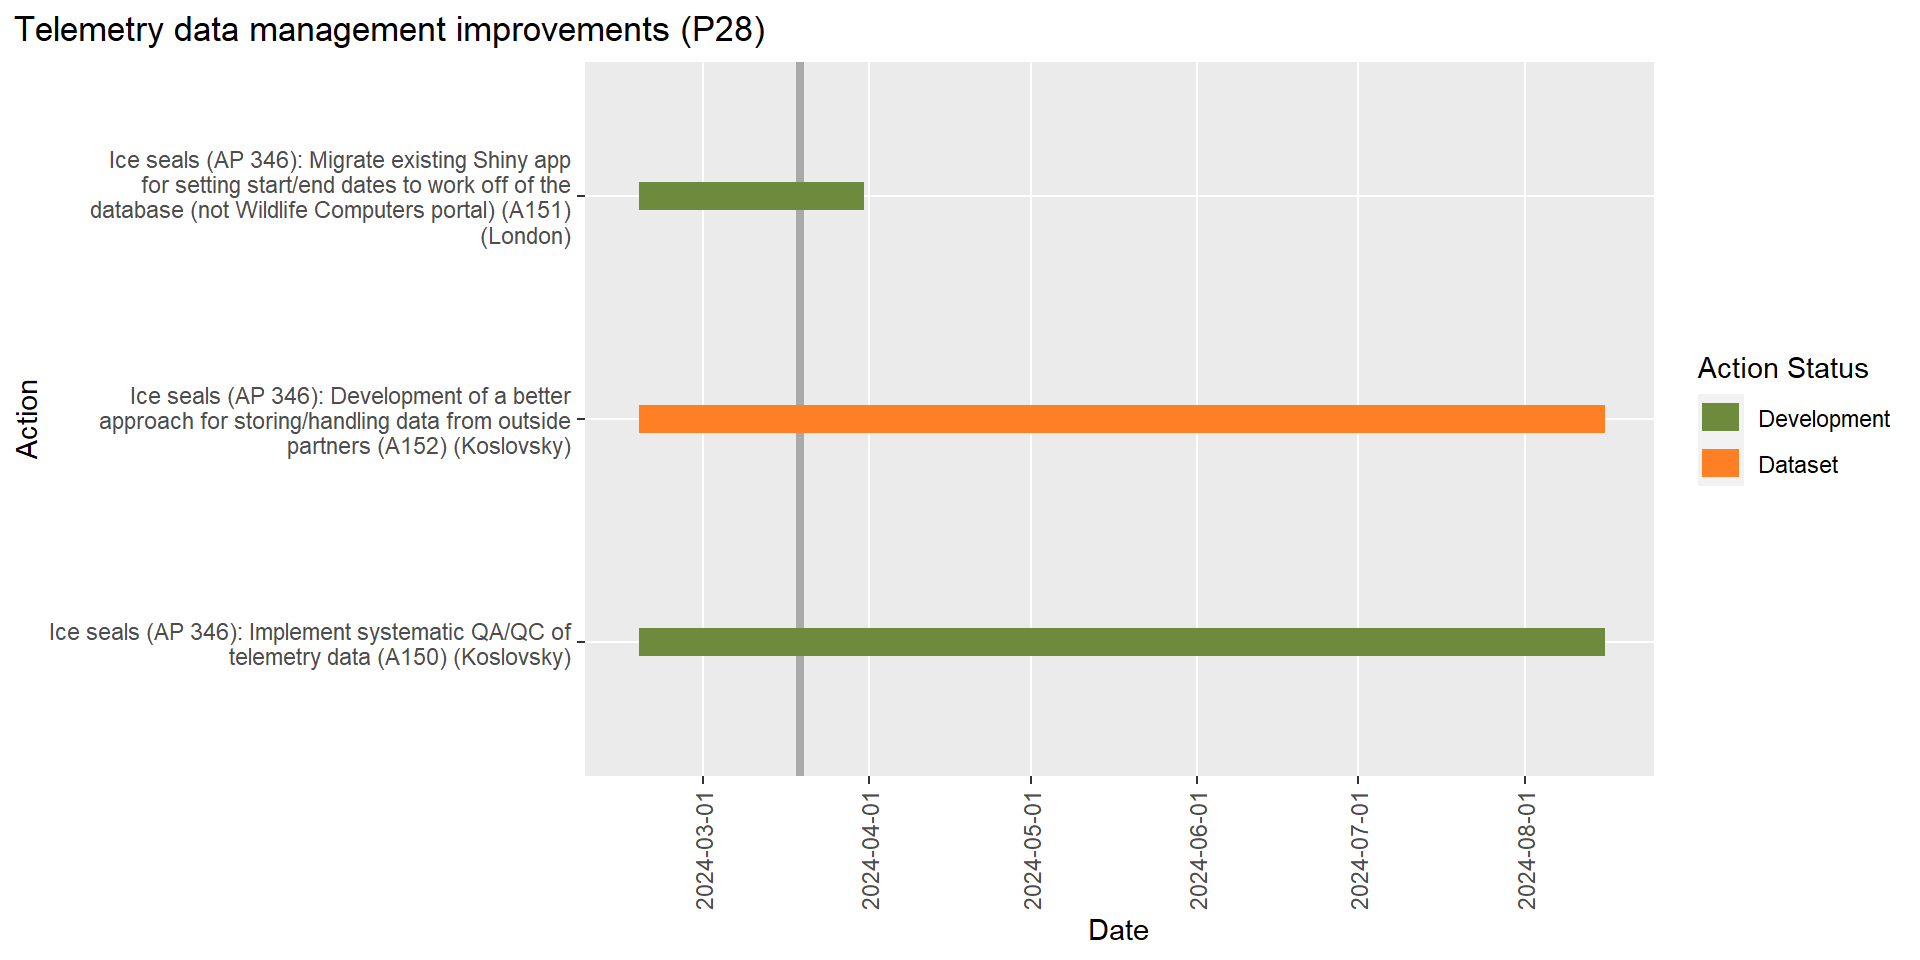 Telemetry data management improvements (P28)
Action
Ice seals (AP 346): Migrate existing Shiny app
for setting start/end dates to work off of the
database (not Wildlife Computers portal) (A151)
(London)
Ice seals (AP 346): Development of a better
approach for storing/handling data from outside
partners (A152) (Koslovsky)
Ice seals (AP 346): Implement systematic QA/QC of
telemetry data (A150) (Koslovsky)
2024-03-01
2024-04-01
2024-05-01
2024-06-01
2024-07-01
2024-08-01
Date
Action Status
Development
Dataset